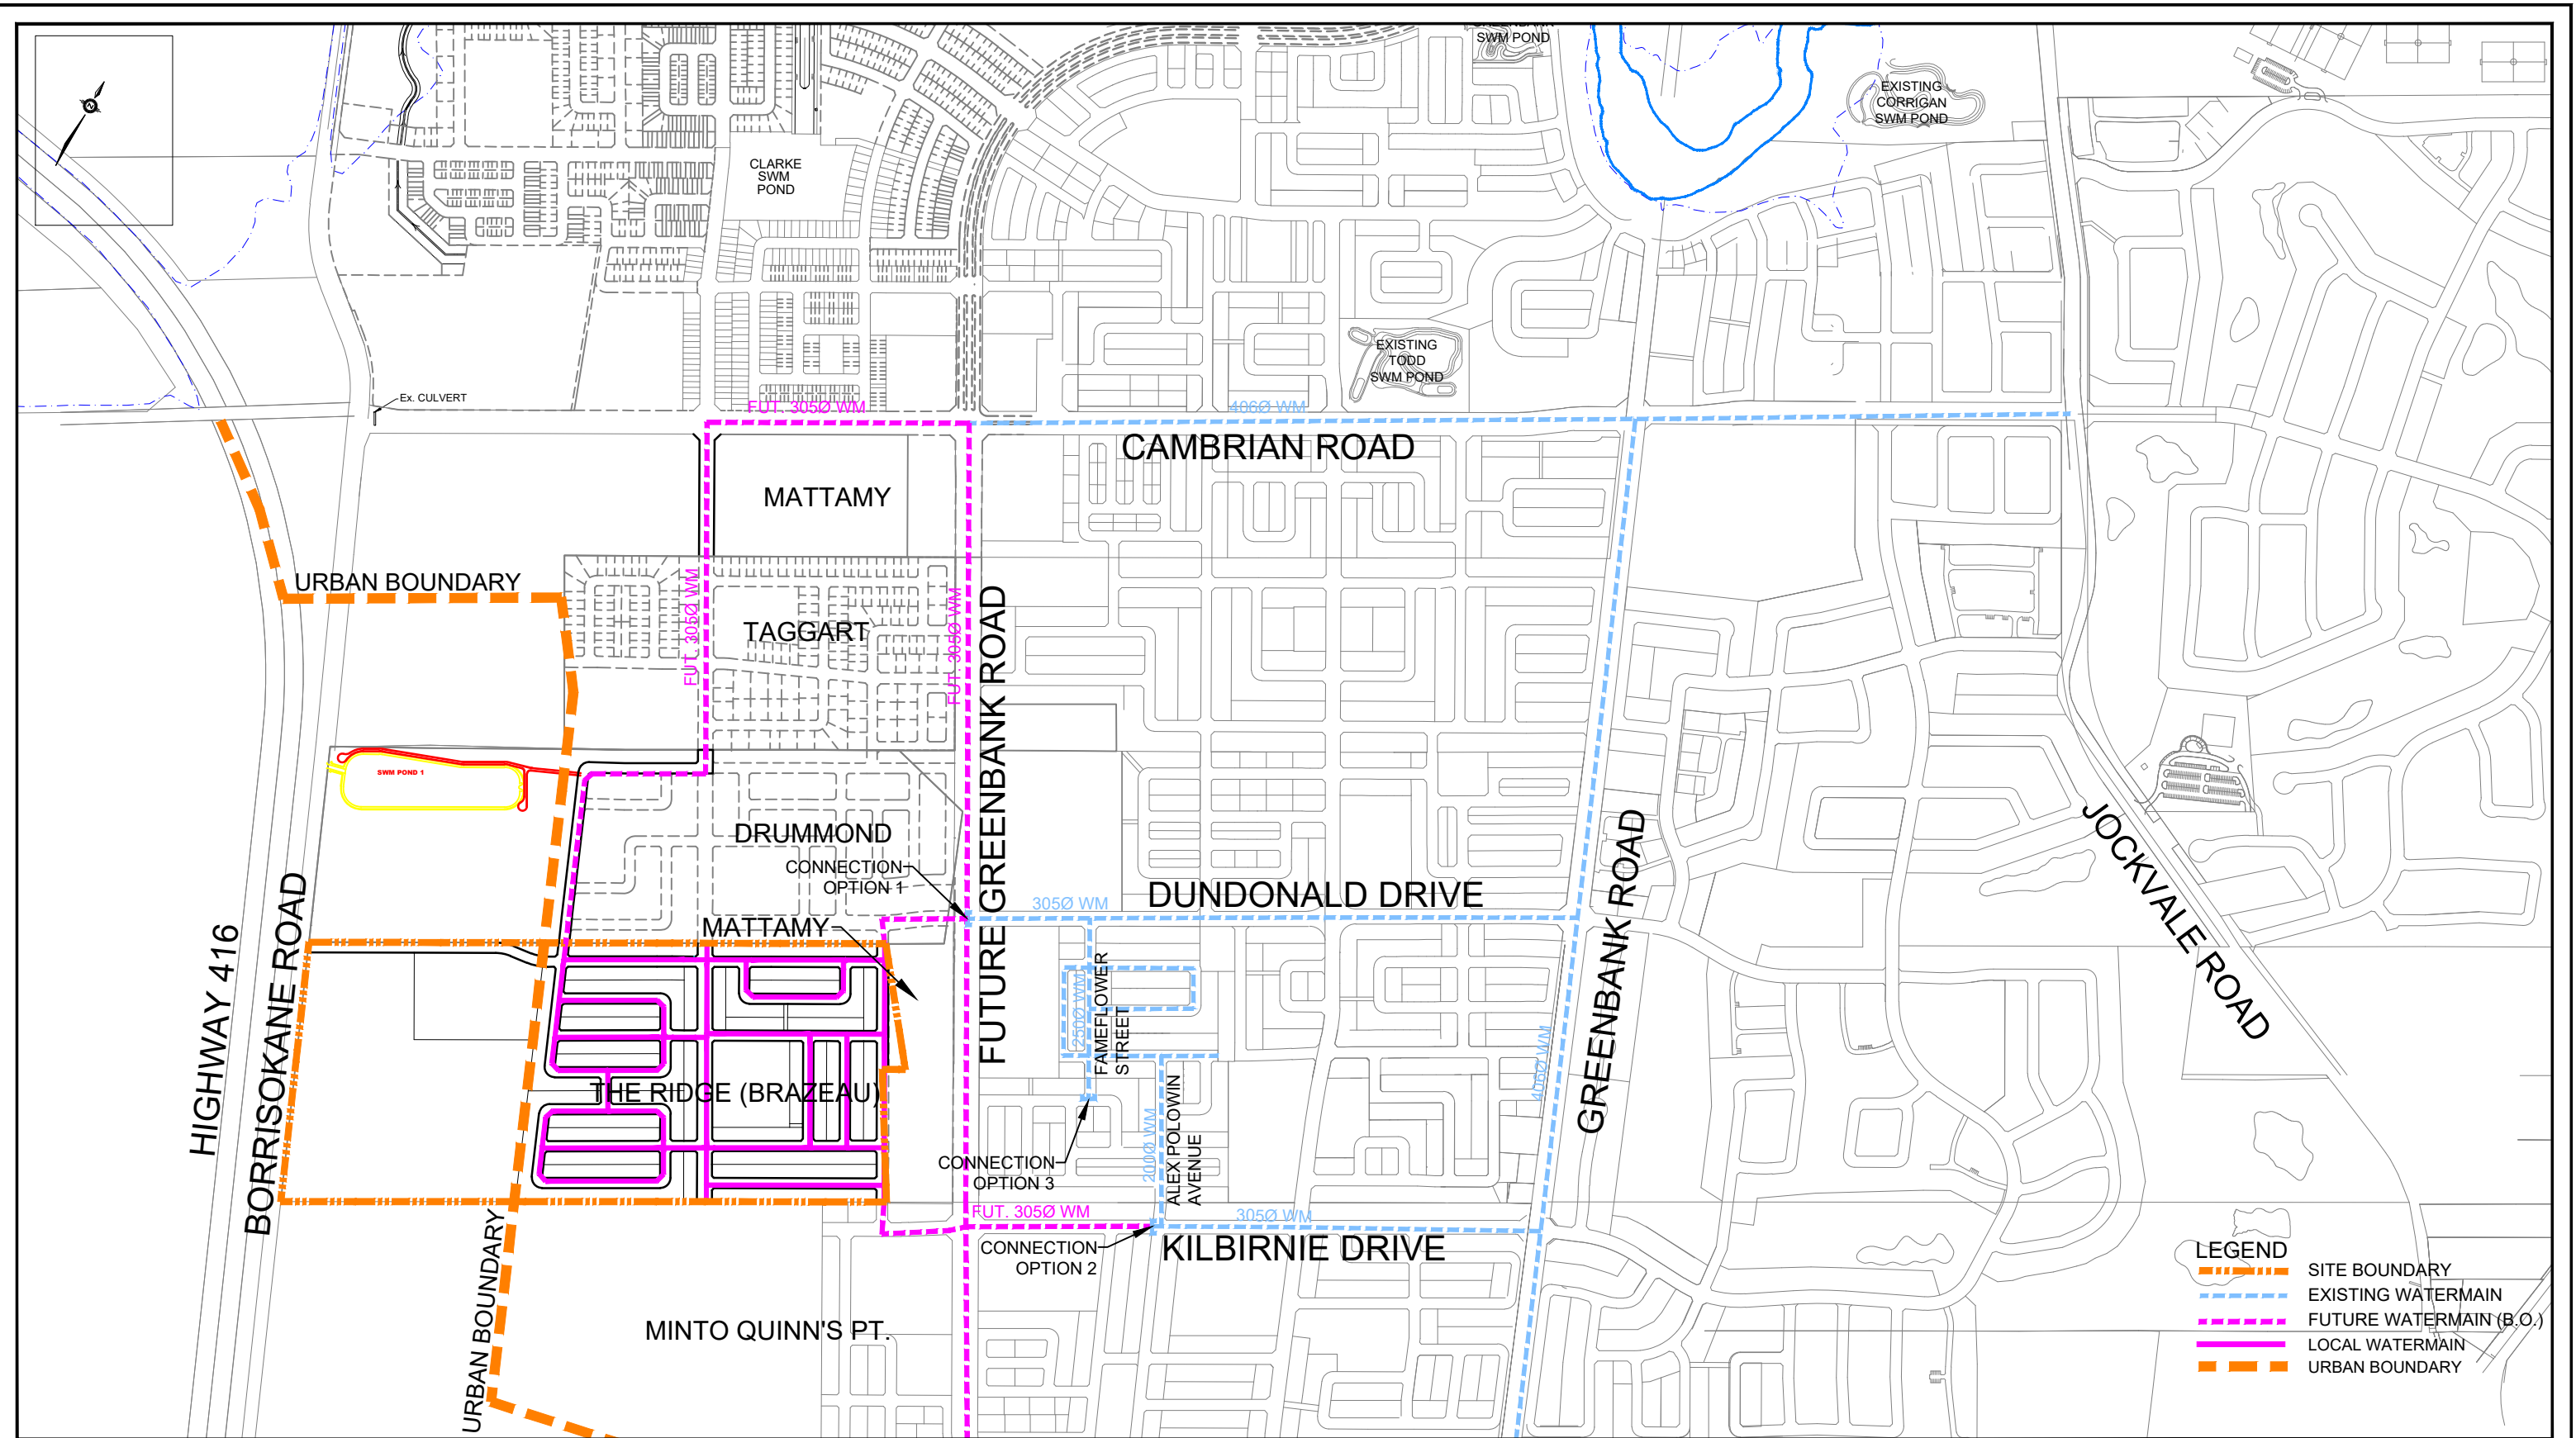 SWM POND
EXISTING
CORRIGAN
SWM POND
CLARKE
SWM
POND
EXISTING
TODD
SWM POND
Ex. CULVERT
FUT. 305Ø WM
406Ø WM
CAMBRIAN ROAD
MATTAMY
URBAN BOUNDARY
FUT. 305Ø WM
TAGGART
FUT. 305Ø WM
FUTURE GREENBANK ROAD
SWM POND 1
DRUMMOND
CONNECTION
OPTION 1
305Ø WM
DUNDONALD DRIVE
GREENBANK ROAD
JOCKVALE ROAD
MATTAMY
HIGHWAY 416
BORRISOKANE ROAD
250Ø WM
FAMEFLOWER
STREET
406Ø WM
THE RIDGE (BRAZEAU)
CONNECTION
OPTION 3
200Ø WM
ALEX POLOWIN
AVENUE
FUT. 305Ø WM
305Ø WM
CONNECTION
OPTION 2
KILBIRNIE DRIVE
URBAN BOUNDARY
MINTO QUINN'S PT.
LEGEND
SITE BOUNDARY
EXISTING WATERMAIN
FUTURE WATERMAIN (B.O.)
LOCAL WATERMAIN
URBAN BOUNDARY